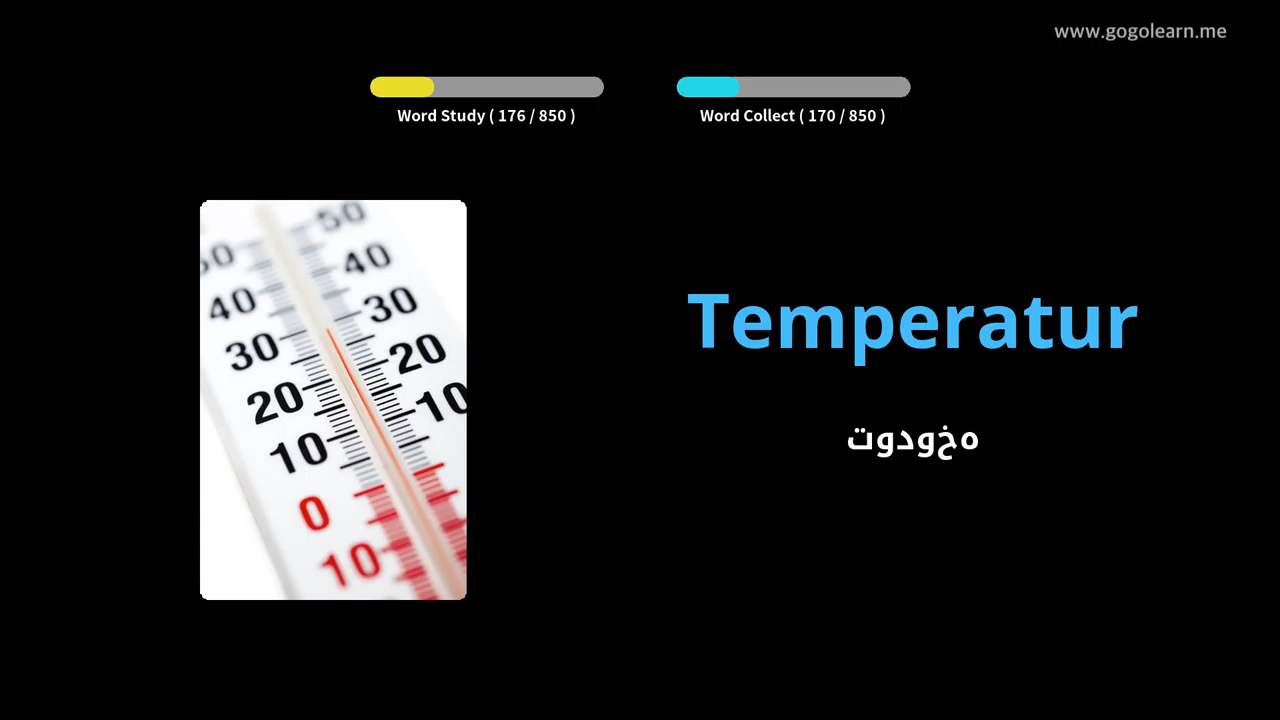 www.gogolearn.me
Word Study ( 176 / 850 )
Word Collect ( 170 / 850 )
50
40
40
30
30
20
20
10
10
0
10
Temperatur
هخودوت